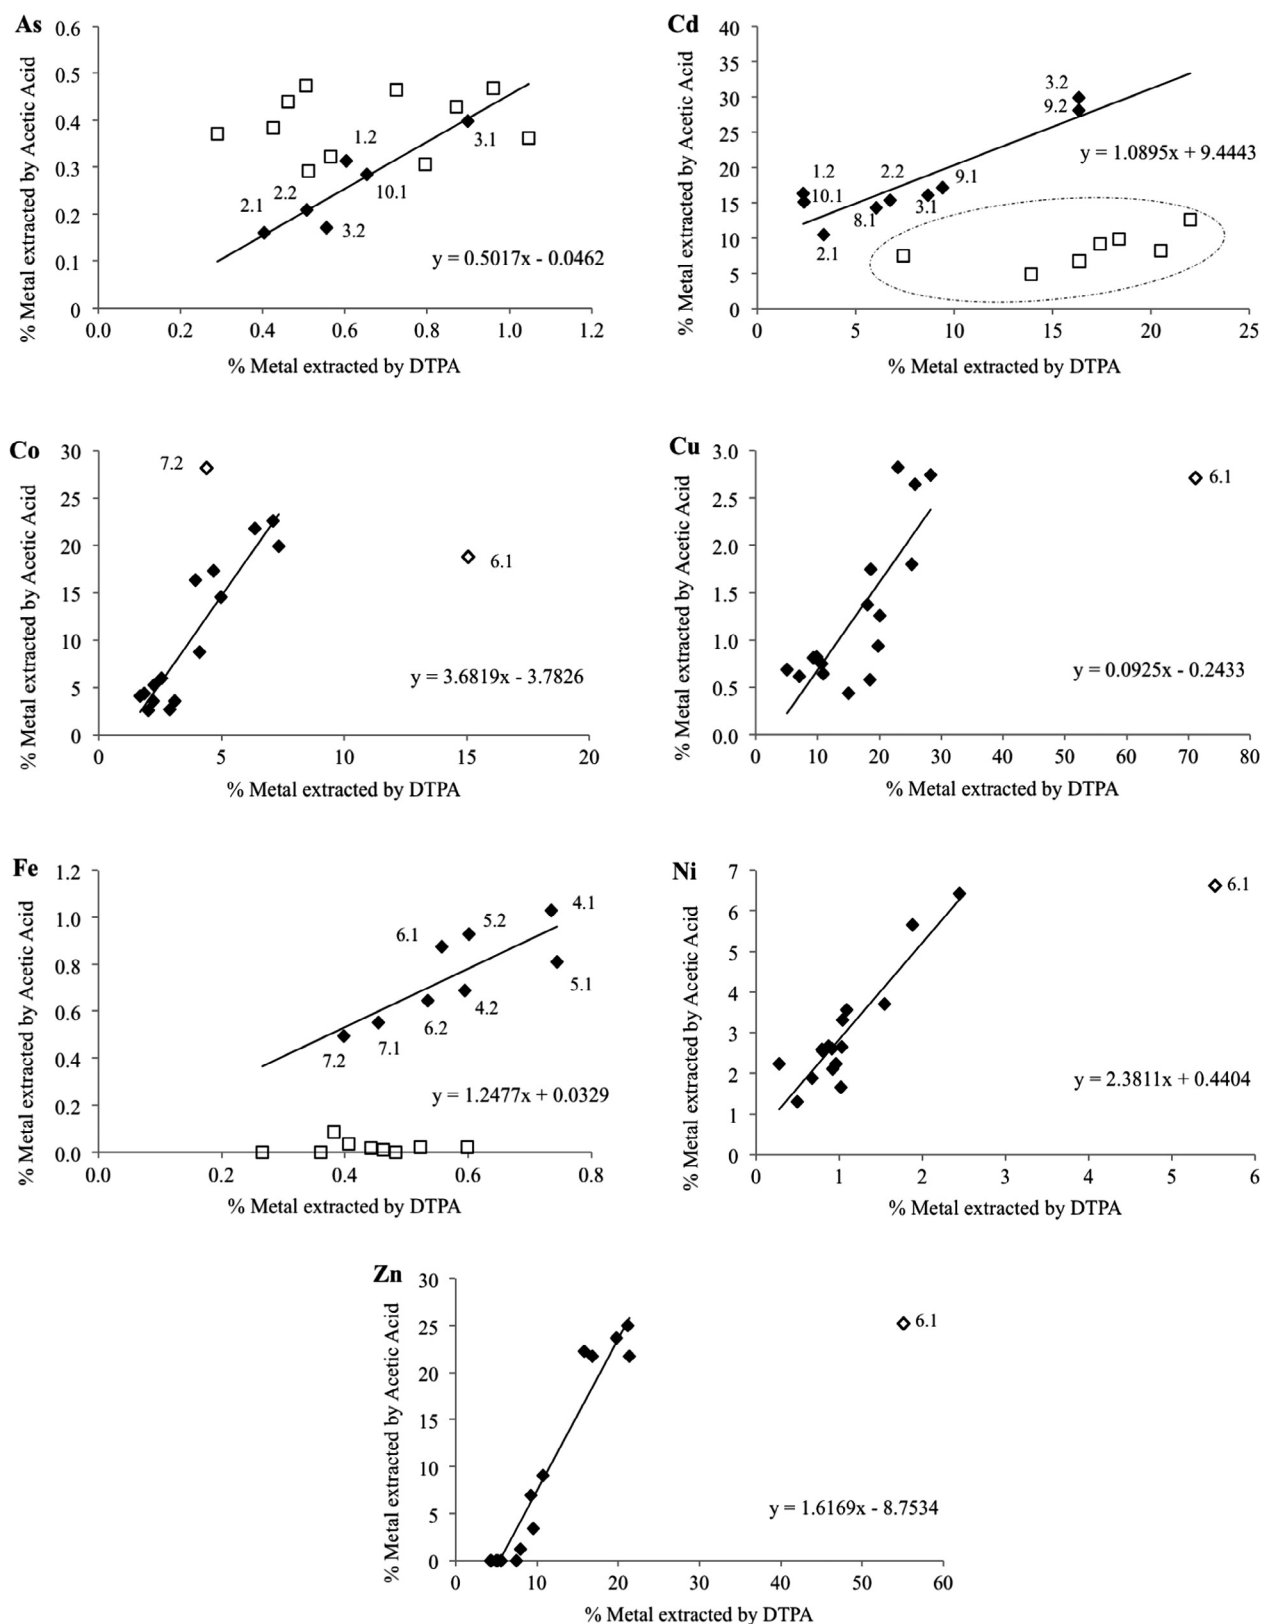 As
% Metal extracted by Acetic Acid
0.6
0.5
0.4
0.3
0.2
0.1
0
1.2
3.1
2.2
10.1
2.1
3.2
y = 0.5017x - 0.0462
0.0 0.2 0.4 0.6 0.8 1.0 1.2
% Metal extracted by DTPA
Cd
% Metal extracted by Acetic Acid
40
35
30
25
20
15
10
5
0
3.2
9.2
y = 1.0895x + 9.4443
1.2
2.2
9.1
10.1
8.1
3.1
2.1
0 5 10 15 20 25
% Metal extracted by DTPA
Co
% Metal extracted by Acetic Acid
30
25
20
15
10
5
0
7.2
6.1
y = 3.6819x - 3.7826
0 5 10 15 20
% Metal extracted by DTPA
Cu
% Metal extracted by Acetic Acid
3.0
2.5
2.0
1.5
1.0
0.5
0.0
6.1
y = 0.0925x - 0.2433
0 10 20 30 40 50 60 70 80
% Metal extracted by DTPA
Fe
% Metal extracted by Acetic Acid
1.2
1.0
0.8
0.6
0.4
0.2
0.0
4.1
5.2
6.1
5.1
4.2
6.2
7.1
7.2
y = 1.2477x + 0.0329
0.0 0.2 0.4 0.6 0.8
% Metal extracted by DTPA
Ni
% Metal extracted by Acetic Acid
7
6
5
4
3
2
1
0
6.1
y = 2.3811x + 0.4404
0 1 2 3 4 5 6
% Metal extracted by DTPA
Zn
% Metal extracted by Acetic Acid
30
25
20
15
10
5
0
6.1
y = 1.6169x - 8.7534
0 10 20 30 40 50 60
% Metal extracted by DTPA